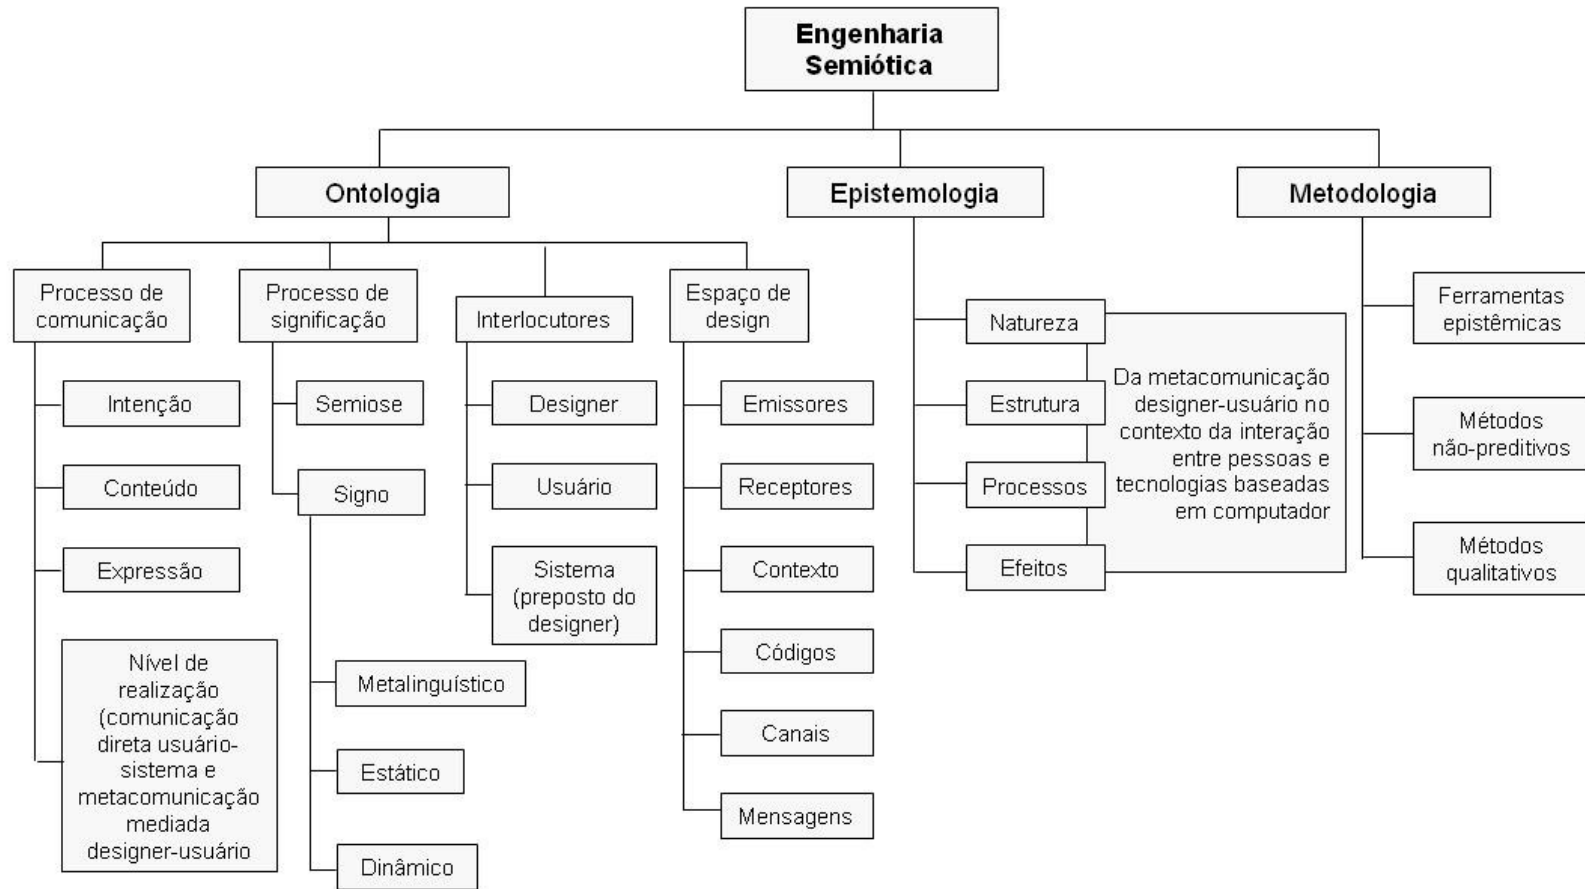 Engenharia
Semiótica
Ontologia
Epistemologia
Metodologia
Processo de
comunicação
Intenção
Conteúdo
Expressão
Nível de
realização
(comunicação
direta usuário-
sistema e
metacomunicação
mediada
designer-usuário
Processo de
significação
Semiose
Signo
Metalinguístico
Estático
Dinâmico
Interlocutores
Designer
Usuário
Sistema
(preposto do
designer)
Espaço de
design
Emissores
Receptores
Contexto
Códigos
Canais
Mensagens
Natureza
Estrutura
Processos
Efeitos
Da metacomunicação
designer-usuário no
contexto da interação
entre pessoas e
tecnologias baseadas
em computador
Ferramentas
epistêmicas
Métodos
não-preditivos
Métodos
qualitativos